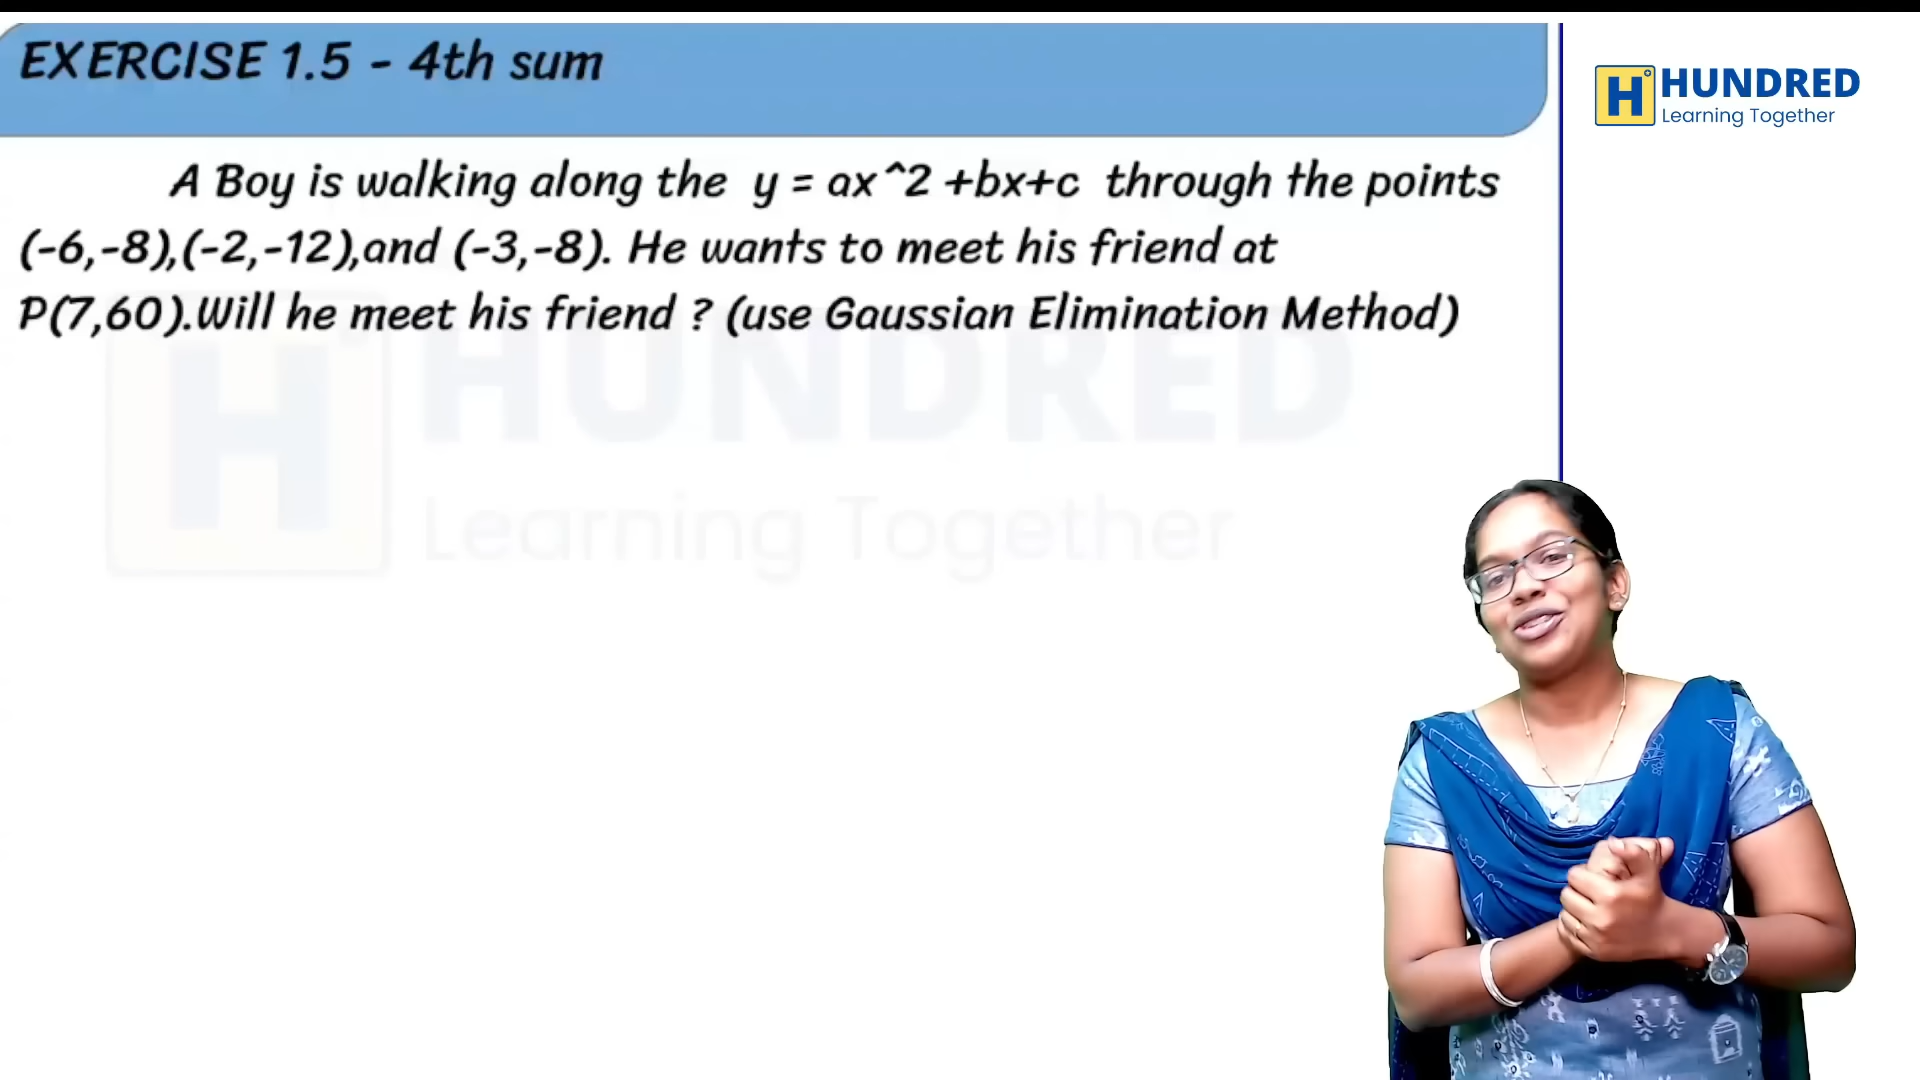 EXERCISE 1.5 - 4th sum
H HUNDRED
Learning Together
A Boy is walking along the y = ax^2 +bx+c through the points
(-6,-8),(-2,-12),and (-3,-8). He wants to meet his friend at
P(7,60).Will he meet his friend ? (use Gaussian Elimination Method)
H HUNDRED
Learning Together